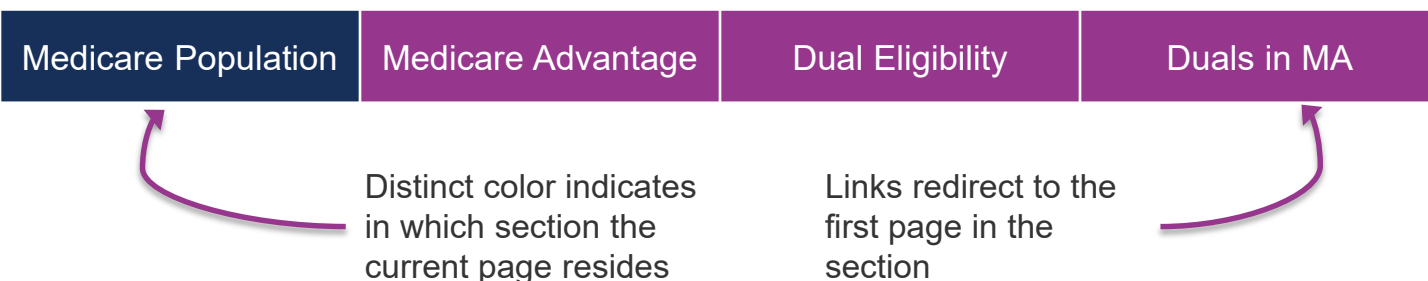 Medicare Population
Medicare Advantage
Dual Eligibility
Duals in MA
Distinct color indicates
in which section the
current page resides
Links redirect to the
first page in the
section